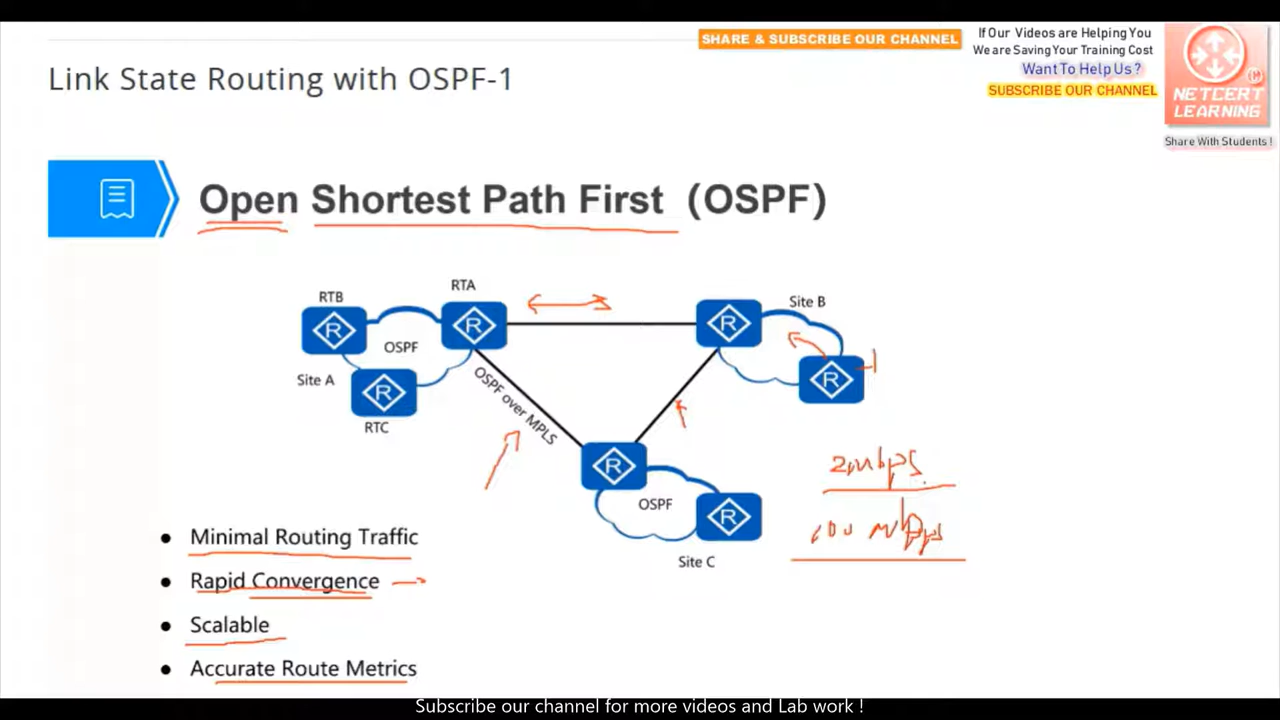 SHARE & SUBSCRIBE OUR CHANNEL
If Our Videos are Helping You
We are Saving Your Training Cost
Want To Help Us ?
SUBSCRIBE OUR CHANNEL
NETCERT
LEARNING
Share With Students !
Link State Routing with OSPF-1
Open Shortest Path First (OSPF)
RTB
RTA
R
R
OSPF
Site A
R
RTC
OSPF over MPLS
R
Site B
R
R
OSPF
R
Site C
2mbps
100 mbps
• Minimal Routing Traffic
• Rapid Convergence
• Scalable
• Accurate Route Metrics
Subscribe our channel for more videos and Lab work !